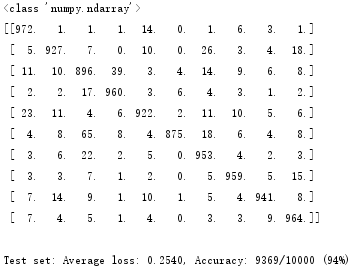 <class 'numpy.ndarray'>
[[972. 1. 1. 1. 14. 0. 1. 6. 3. 1.]
[ 5. 927. 7. 0. 10. 0. 26. 3. 4. 18.]
[ 11. 10. 896. 39. 3. 4. 14. 9. 6. 8.]
[ 2. 2. 17. 960. 3. 6. 4. 3. 1. 2.]
[ 23. 11. 4. 6. 922. 2. 11. 10. 5. 6.]
[ 4. 8. 65. 8. 4. 875. 18. 6. 4. 8.]
[ 3. 6. 22. 2. 5. 0. 953. 4. 2. 3.]
[ 3. 3. 7. 1. 2. 0. 5. 959. 5. 15.]
[ 7. 14. 9. 1. 10. 1. 5. 4. 941. 8.]
[ 7. 4. 5. 1. 4. 0. 3. 3. 9. 964.]]
Test set: Average loss: 0.2540, Accuracy: 9369/10000 (94%)